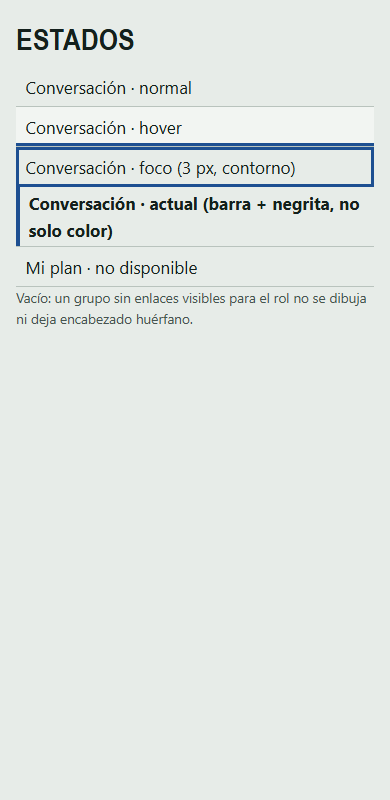 ESTADOS
Conversación · normal
Conversación · hover
Conversación · foco (3 px, contorno)
Conversación · actual (barra + negrita, no
solo color)
Mi plan · no disponible
Vacío: un grupo sin enlaces visibles para el rol no se dibuja
ni deja encabezado huérfano.